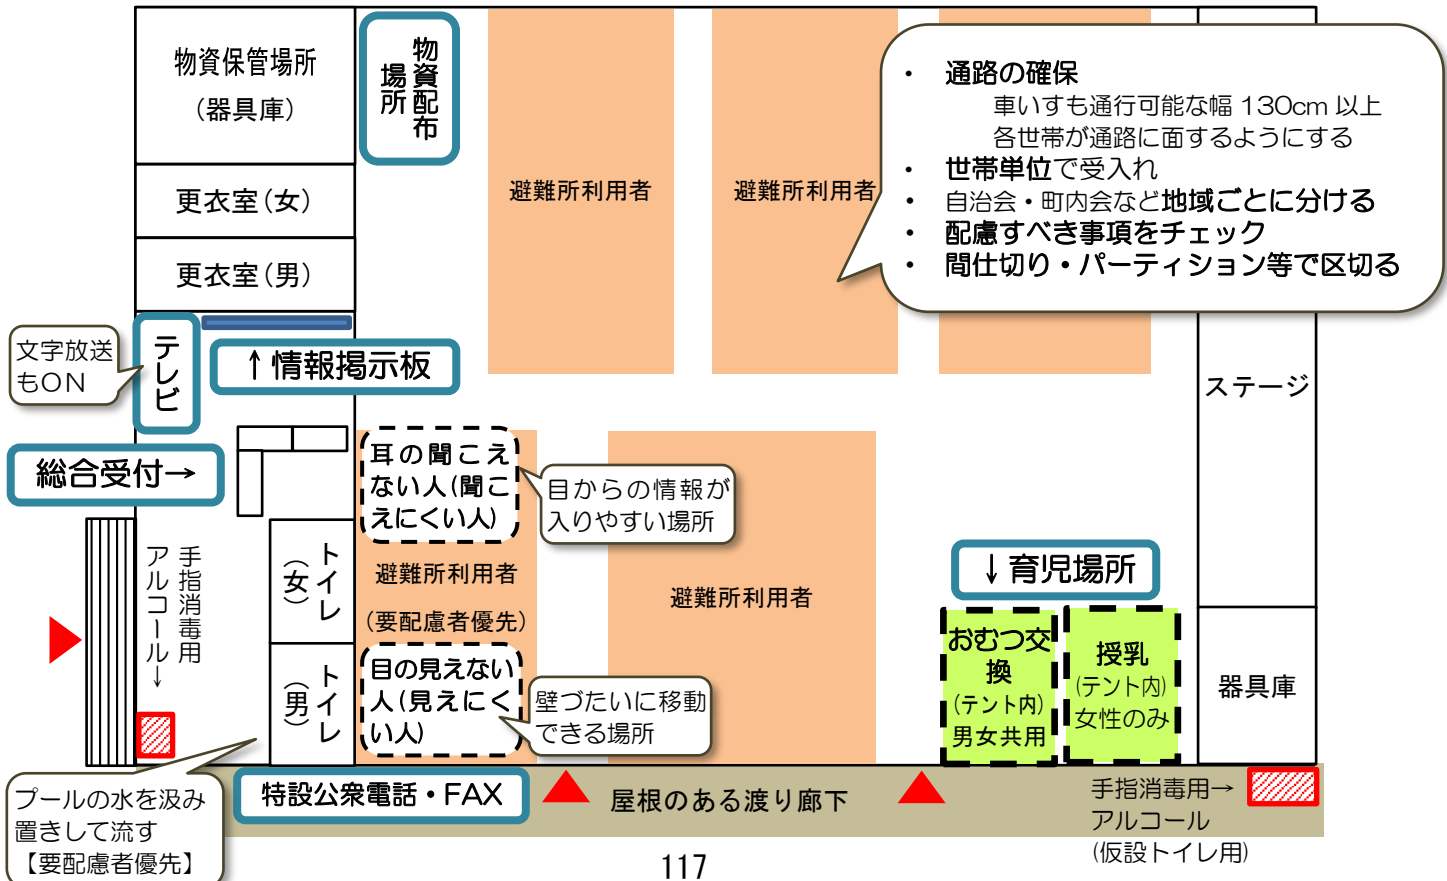 物資保管場所
(器具庫)
物資配布
場所
避難所利用者
避難所利用者
・ 通路の確保
車いすも通行可能な幅 130cm 以上
各世帯が通路に面するようにする
・ 世帯単位で受入れ
・ 自治会・町内会など地域ごとに分ける
・ 配慮すべき事項をチェック
・ 間仕切り・パーティション等で区切る
更衣室(女)
更衣室(男)
文字放送
もON
テレビ
↑情報掲示板
ステージ
総合受付→
耳の聞こえ
ない人(聞こ
えにくい人)
目からの情報が
入りやすい場所
手指消毒用
アルコール→
トイレ
(女)
避難所利用者
(要配慮者優先)
避難所利用者
↓育児場所
トイレ
(男)
目の見えない
人(見えにく
い人)
壁づたいに移動
できる場所
おむつ交
換
(テント内)
男女共用
授乳
(テント内)
女性のみ
器具庫
プールの水を汲み
置きして流す
【要配慮者優先】
特設公衆電話・FAX
屋根のある渡り廊下
手指消毒用→
アルコール
(仮設トイレ用)
117